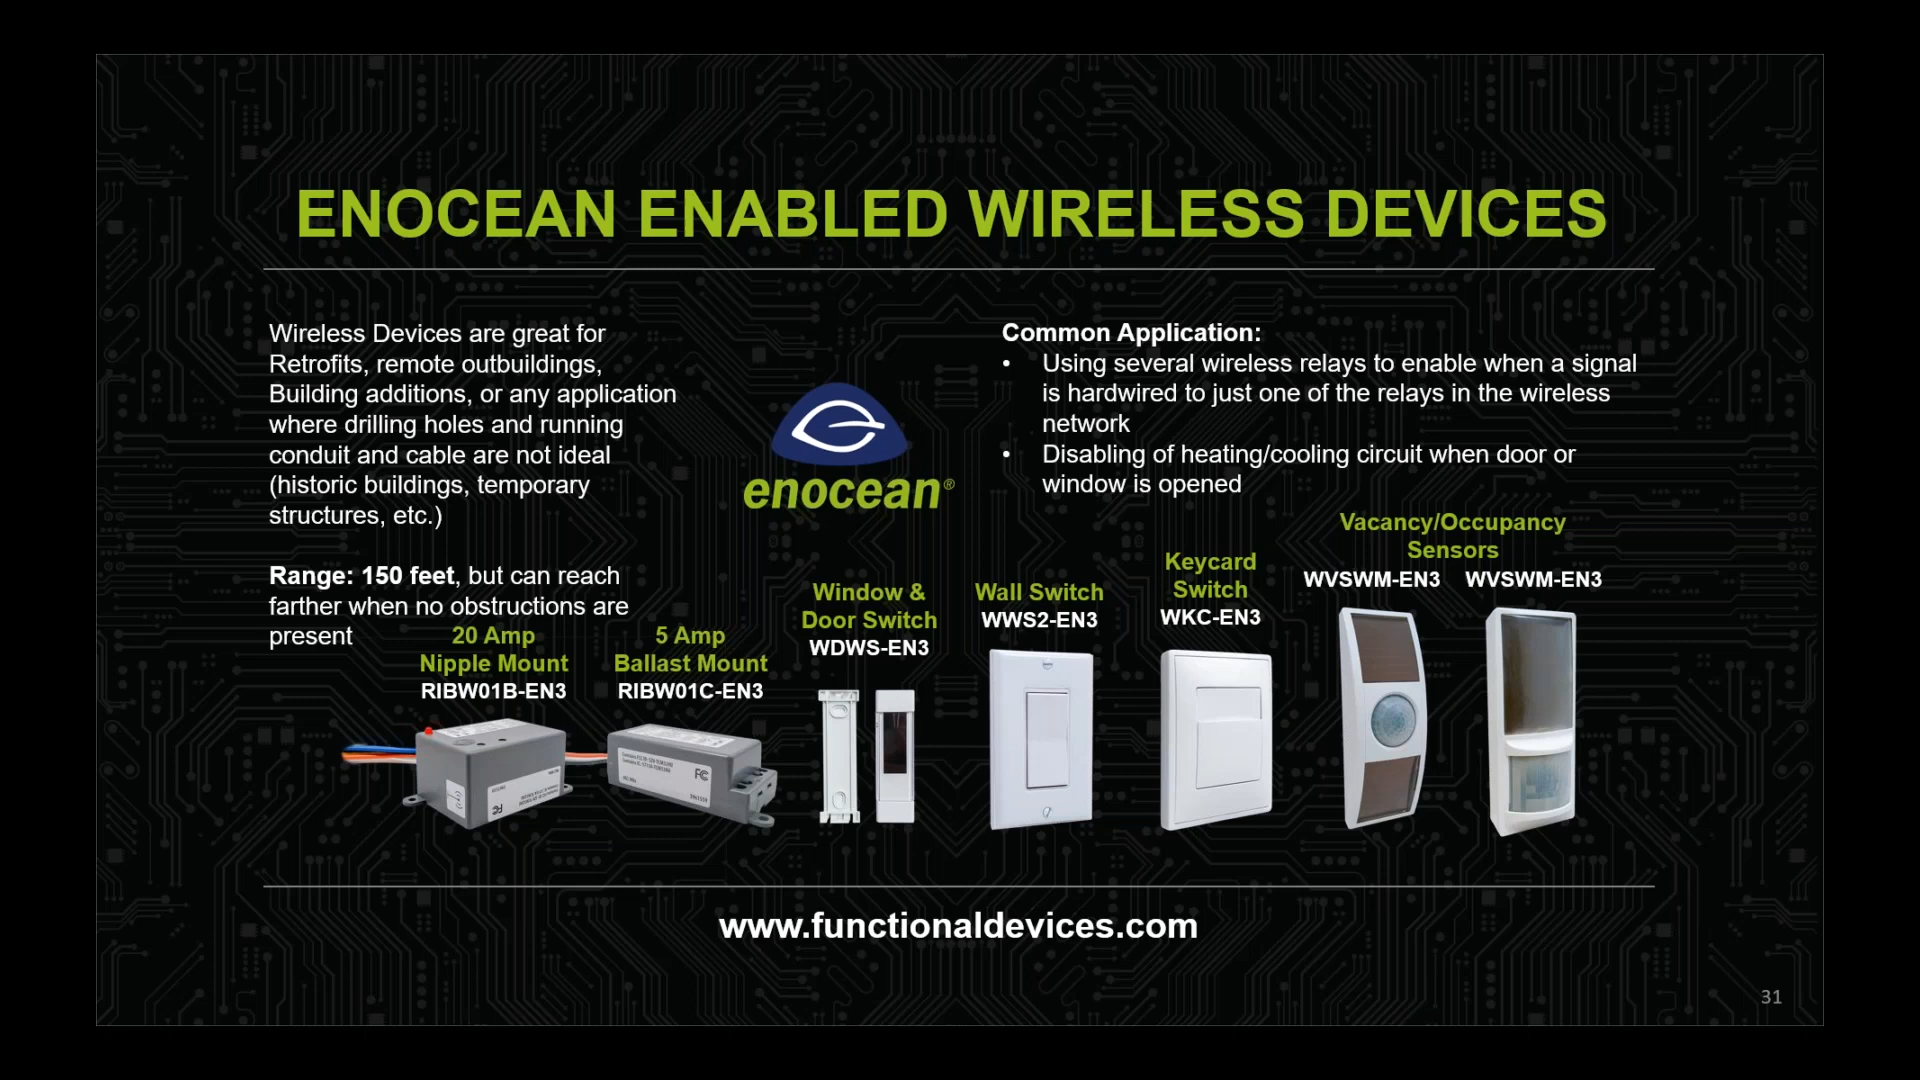 ENOCEAN ENABLED WIRELESS DEVICES
Wireless Devices are great for
Retrofits, remote outbuildings,
Building additions, or any application
where drilling holes and running
conduit and cable are not ideal
(historic buildings, temporary
structures, etc.)
Range: 150 feet, but can reach
farther when no obstructions are
present
enocean®
Common Application:
• Using several wireless relays to enable when a signal
is hardwired to just one of the relays in the wireless
network
• Disabling of heating/cooling circuit when door or
window is opened
20 Amp
Nipple Mount
RIBW01B-EN3
5 Amp
Ballast Mount
RIBW01C-EN3
Window &
Door Switch
WDWS-EN3
Wall Switch
WWS2-EN3
Keycard
Switch
WKC-EN3
Vacancy/Occupancy
Sensors
WVSWM-EN3 WVSWM-EN3
FC
FC
www.functionaldevices.com
31